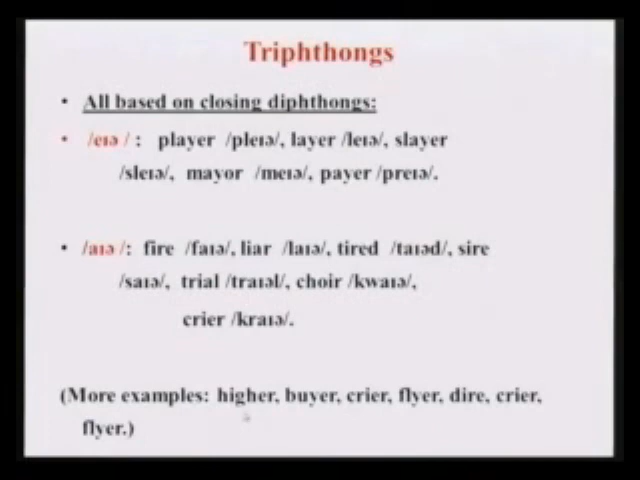 Triphthongs
• All based on closing diphthongs:
• /eɪə / : player /pleɪə/, layer /leɪə/, slayer
/sleɪə/, mayor /meɪə/, payer /preɪə/.
• /aɪə /: fire /faɪə/, liar /laɪə/, tired /taɪəd/, sire
/saɪə/, trial /traɪəl/, choir /kwaɪə/,
crier /kraɪə/.
(More examples: higher, buyer, crier, flyer, dire, crier,
flyer.)